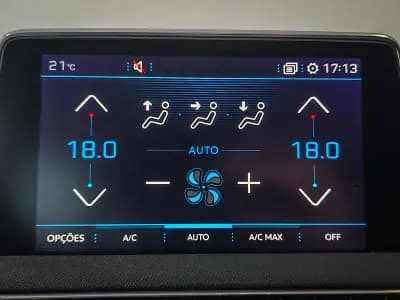 21°C 17:13
18.0 18.0
AUTO
OPÇÕES A/C AUTO A/C MAX OFF